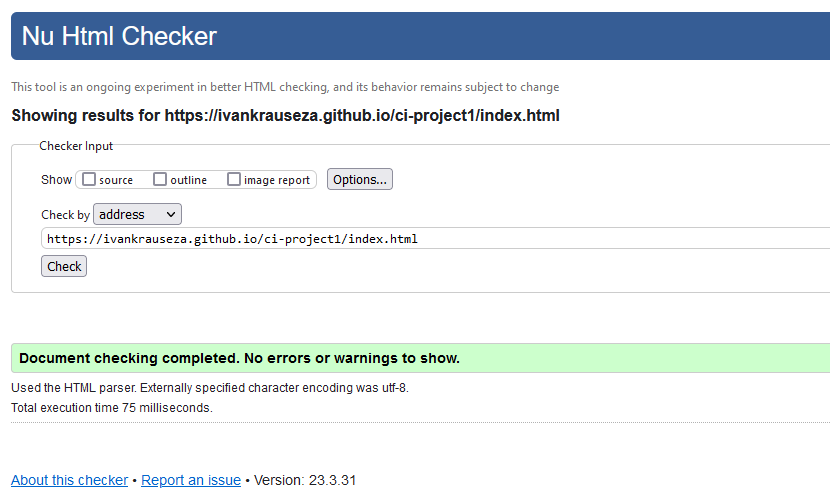 Nu Html Checker
This tool is an ongoing experiment in better HTML checking, and its behavior remains subject to change
Showing results for https://ivankrauseza.github.io/ci-project1/index.html
Checker Input
Show source outline image report Options...
Check by address
https://ivankrauseza.github.io/ci-project1/index.html
Check
Document checking completed. No errors or warnings to show.
Used the HTML parser. Externally specified character encoding was utf-8.
Total execution time 75 milliseconds.
About this checker • Report an issue • Version: 23.3.31